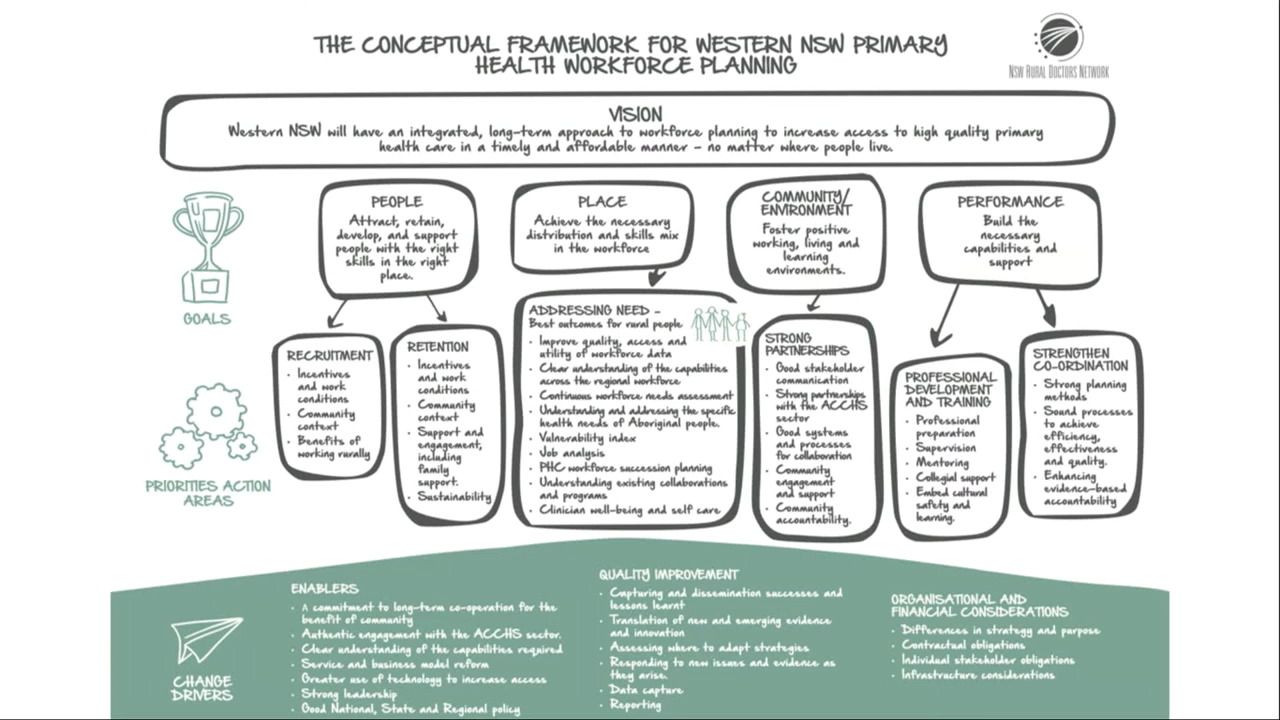 THE CONCEPTUAL FRAMEWORK FOR WESTERN NSW PRIMARY
HEALTH WORKFORCE PLANNING
NSW RURAL DOCTORS NETWORK
VISION
Western NSW will have an integrated, long-term approach to workforce planning to increase access to high quality primary
health care in a timely and affordable manner – no matter where people live.
GOALS
PEOPLE
Attract, retain,
develop, and support
people with the right
skills in the right
place.
PLACE
Achieve the necessary
distribution and skills mix
in the workforce
COMMUNITY/
ENVIRONMENT
Foster positive
working, living and
learning
environments.
PERFORMANCE
Build the
necessary
capabilities and
support
PRIORITIES ACTION
AREAS
RECRUITMENT
• Incentives
and work
conditions
• Community
context
• Benefits of
working rurally
RETENTION
• Incentives
and work
conditions
• Community
context
• Support and
engagement,
including
family
support.
• Sustainability
ADDRESSING NEED –
Best outcomes for rural people
• Improve quality, access and
utility of workforce data
• Clear understanding of the capabilities
across the regional workforce
• Continuous workforce needs assessment
• Understanding and addressing the specific
health needs of Aboriginal people.
• Vulnerability index
• Job analysis
• PHC workforce succession planning
• Understanding existing collaborations
and programs
• Clinician well-being and self care
STRONG
PARTNERSHIPS
• Good stakeholder
communication
• Strong partnerships
with the ACCHS
sector
• Good systems
and processes
for collaboration
• Community
engagement
and support
• Community
accountability.
PROFESSIONAL
DEVELOPMENT
AND TRAINING
• Professional
preparation
• Supervision
• Mentoring
• Collegial support
• Embed cultural
safety and
learning.
STRENGTHEN
CO-ORDINATION
• Strong planning
methods
• Sound processes
to achieve
efficiency,
effectiveness
and quality.
• Enhancing
evidence-based
accountability
CHANGE
DRIVERS
ENABLERS
• A commitment to long-term co-operation for the
benefit of community
• Authentic engagement with the ACCHS sector.
• Clear understanding of the capabilities required
• Service and business model reform
• Greater use of technology to increase access
• Strong leadership
• Good National, State and Regional policy
QUALITY IMPROVEMENT
• Capturing and dissemination successes and
lessons learnt
• Translation of new and emerging evidence
and innovation
• Assessing where to adapt strategies
• Responding to new issues and evidence as
they arise.
• Data capture
• Reporting
ORGANISATIONAL AND
FINANCIAL CONSIDERATIONS
• Differences in strategy and purpose
• Contractual obligations
• Individual stakeholder obligations
• Infrastructure considerations